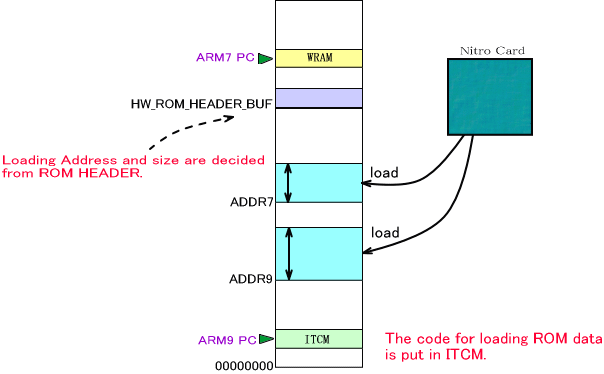 Nitro Card
ARM7 PC
WRAM
HW_ROM_HEADER_BUF
Loading Address and size are decided
from ROM HEADER.
load
ADDR7
load
ADDR9
ARM9 PC
ITCM
The code for loading ROM data
is put in ITCM.
00000000